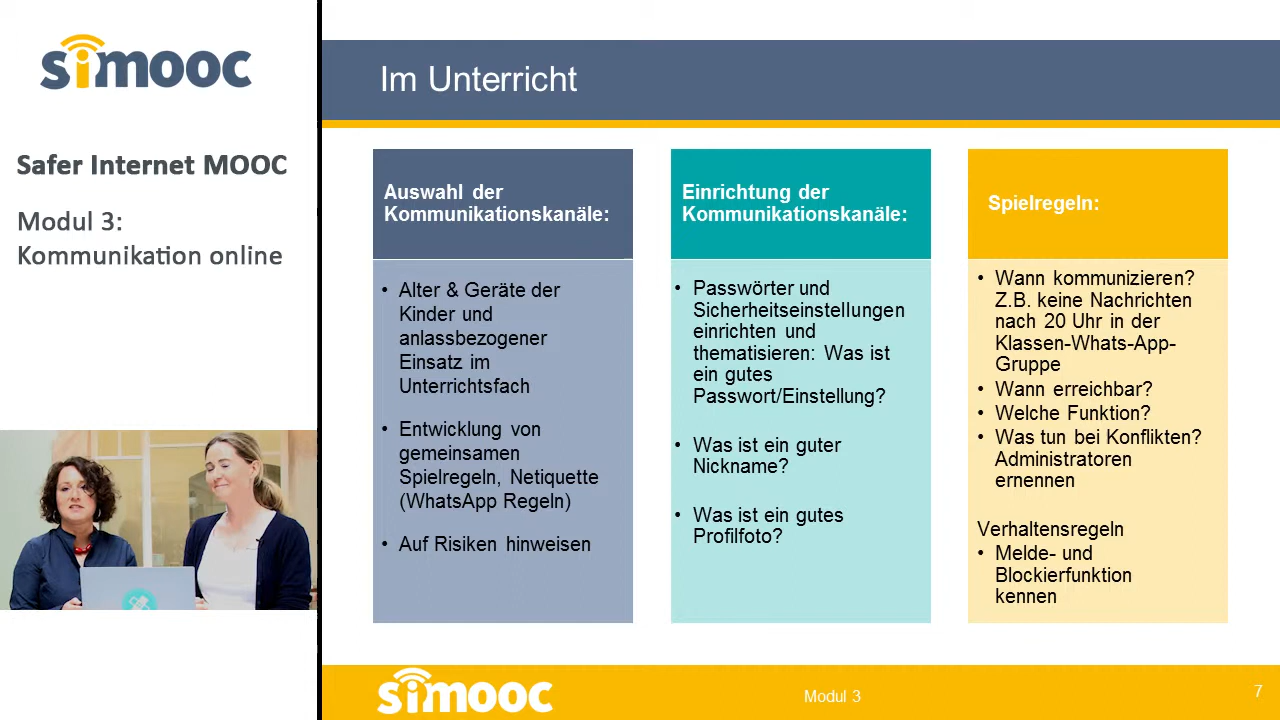 simooc
Safer Internet MOOC
Modul 3:
Kommunikation online
Im Unterricht
Auswahl der
Kommunikationskanäle:
• Alter & Geräte der
Kinder und
anlassbezogener
Einsatz im
Unterrichtsfach
• Entwicklung von
gemeinsamen
Spielregeln, Netiquette
(WhatsApp Regeln)
• Auf Risiken hinweisen
Einrichtung der
Kommunikationskanäle:
• Passwörter und
Sicherheitseinstellungen
einrichten und
thematisieren: Was ist
ein gutes
Passwort/Einstellung?
• Was ist ein guter
Nickname?
• Was ist ein gutes
Profilfoto?
Spielregeln:
• Wann kommunizieren?
Z.B. keine Nachrichten
nach 20 Uhr in der
Klassen-Whats-App-
Gruppe
• Wann erreichbar?
• Welche Funktion?
• Was tun bei Konflikten?
Administratoren
ernennen
Verhaltensregeln
• Melde- und
Blockierfunktion
kennen
simooc
Modul 3
7